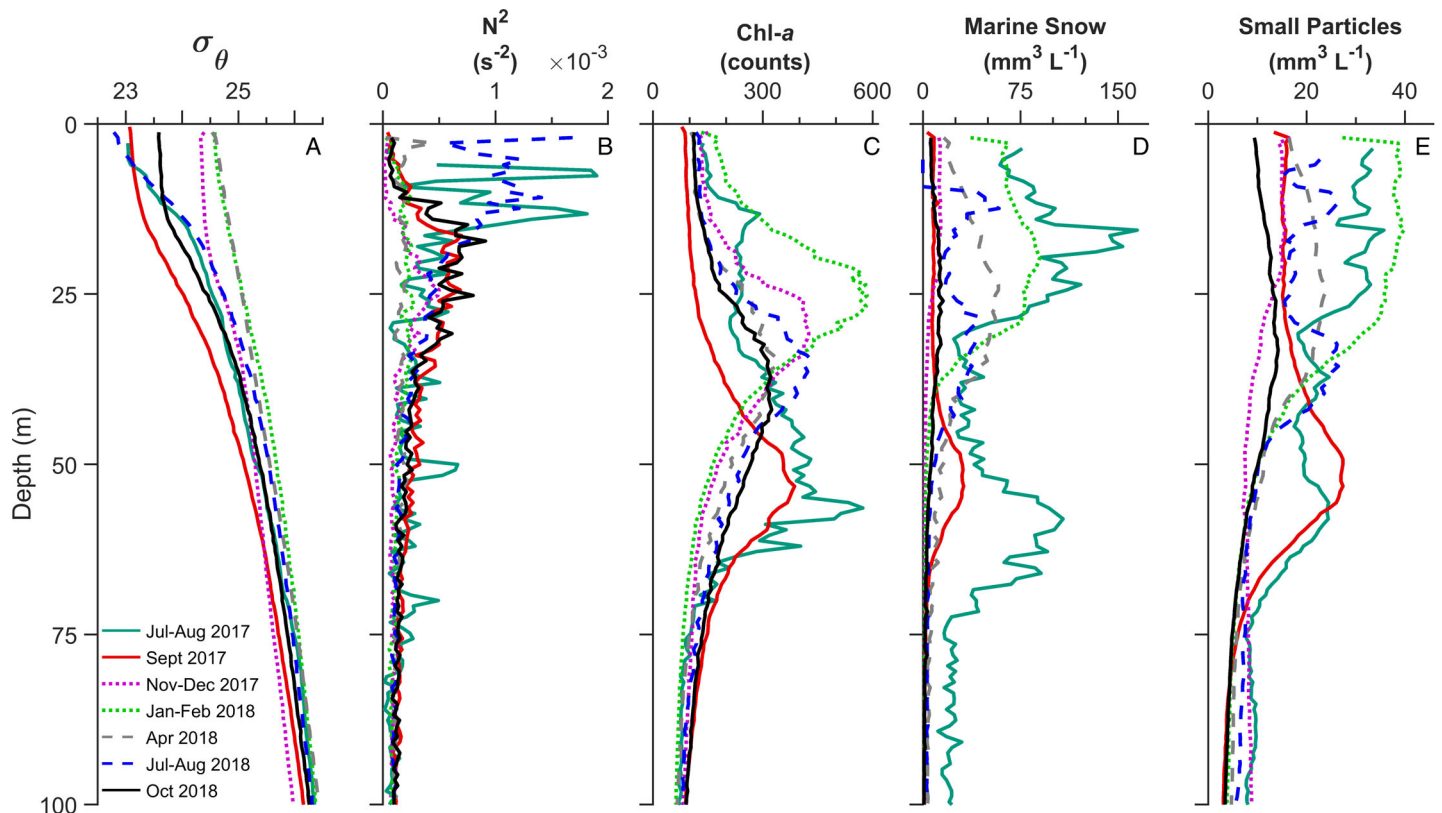 σθ
23 25
A
N2
(s-2) ×10-3
0 1 2
B
Chl-a
(counts)
0 300 600
C
Marine Snow
(mm3 L-1)
0 75 150
D
Small Particles
(mm3 L-1)
0 20 40
E
Depth (m)
0
25
50
75
100
Jul-Aug 2017
Sept 2017
Nov-Dec 2017
Jan-Feb 2018
Apr 2018
Jul-Aug 2018
Oct 2018